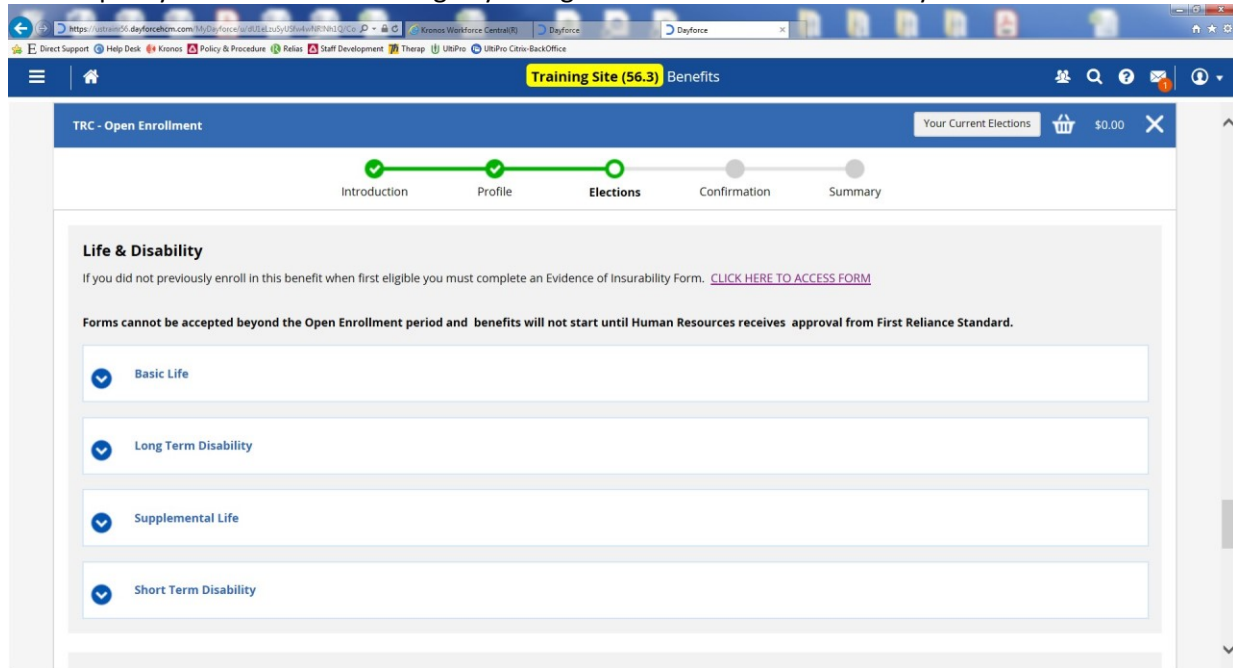 Kronos Workforce Central(R) Dayforce Dayforce
Direct Support Help Desk Kronos Policy & Procedure Relias Staff Development Therap UltiPro UltiPro Citrix-BackOffice
Training Site (56.3) Benefits
1
TRC - Open Enrollment Your Current Elections $0.00
Introduction Profile Elections Confirmation Summary
Life & Disability
If you did not previously enroll in this benefit when first eligible you must complete an Evidence of Insurability Form. CLICK HERE TO ACCESS FORM
Forms cannot be accepted beyond the Open Enrollment period and benefits will not start until Human Resources receives approval from First Reliance Standard.
Basic Life
Long Term Disability
Supplemental Life
Short Term Disability